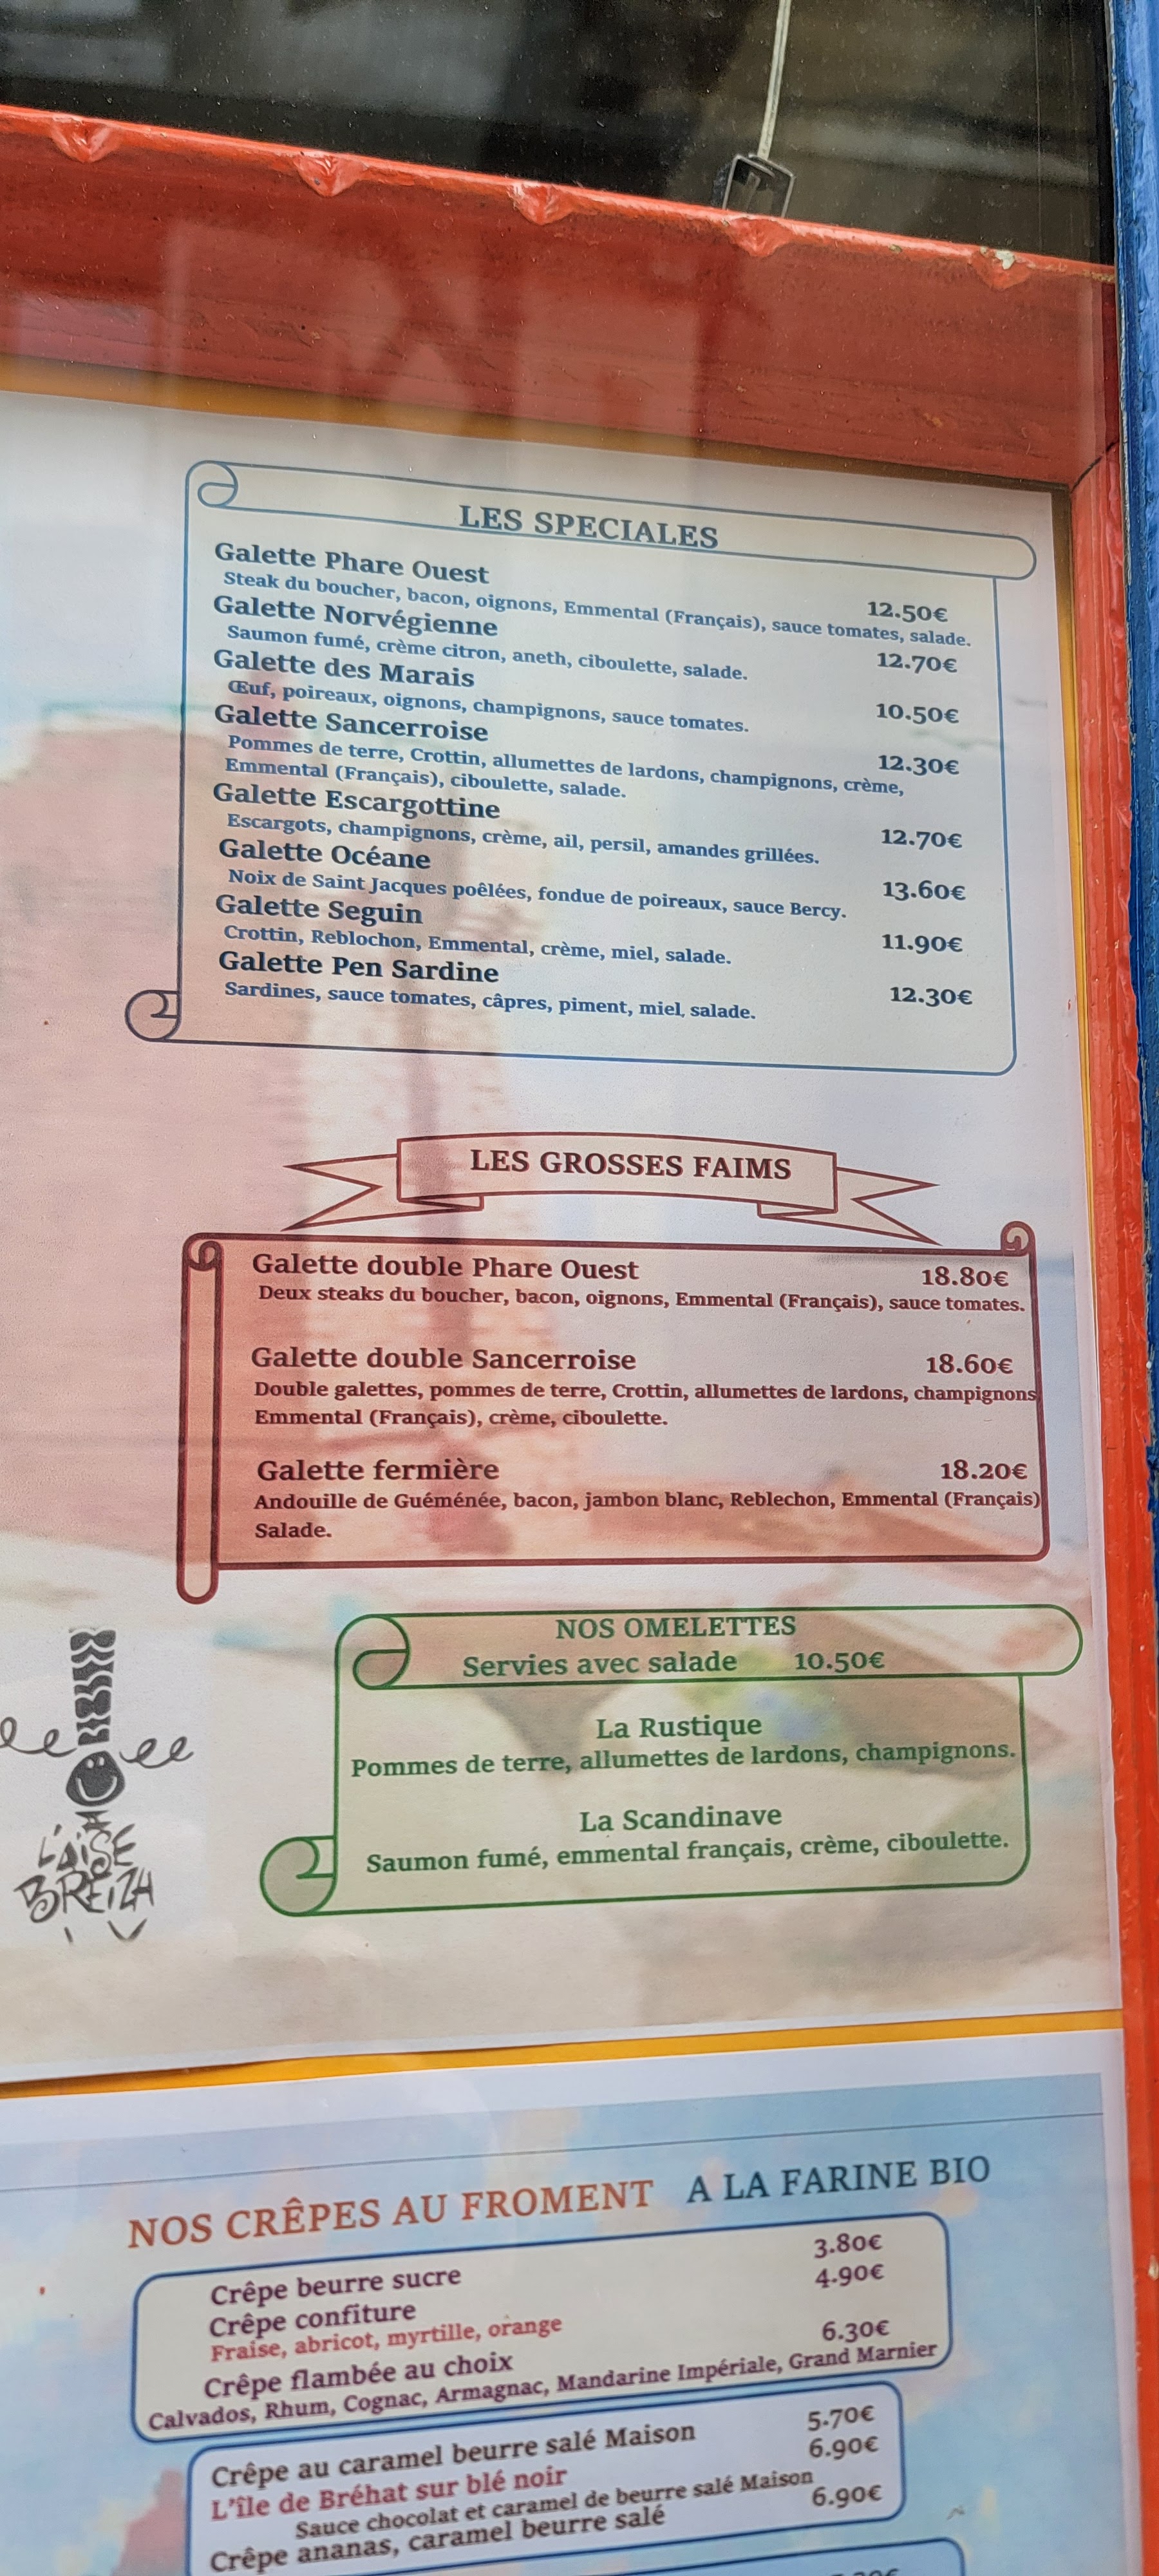 LES SPECIALES
Galette Phare Ouest 12.50€
Steak du boucher, bacon, oignons, Emmental (Français), sauce tomates, salade.
Galette Norvégienne 12.70€
Saumon fumé, crème citron, aneth, ciboulette, salade.
Galette des Marais 10.50€
Œuf, poireaux, oignons, champignons, sauce tomates.
Galette Sancerroise 12.30€
Pommes de terre, Crottin, allumettes de lardons, champignons, crème,
Emmental (Français), ciboulette, salade.
Galette Escargottine 12.70€
Escargots, champignons, crème, ail, persil, amandes grillées.
Galette Océane 13.60€
Noix de Saint Jacques poêlées, fondue de poireaux, sauce Bercy.
Galette Seguin 11.90€
Crottin, Reblochon, Emmental, crème, miel, salade.
Galette Pen Sardine 12.30€
Sardines, sauce tomates, câpres, piment, miel, salade.
LES GROSSES FAIMS
Galette double Phare Ouest 18.80€
Deux steaks du boucher, bacon, oignons, Emmental (Français), sauce tomates.
Galette double Sancerroise 18.60€
Double galettes, pommes de terre, Crottin, allumettes de lardons, champignons
Emmental (Français), crème, ciboulette.
Galette fermière 18.20€
Andouille de Guéménée, bacon, jambon blanc, Reblechon, Emmental (Français)
Salade.
NOS OMELETTES
Servies avec salade 10.50€
La Rustique
Pommes de terre, allumettes de lardons, champignons.
La Scandinave
Saumon fumé, emmental français, crème, ciboulette.
A
L'AiSE
BREiZH
NOS CRÊPES AU FROMENT A LA FARINE BIO
Crêpe beurre sucre 3.80€
Crêpe confiture 4.90€
Fraise, abricot, myrtille, orange
Crêpe flambée au choix 6.30€
Calvados, Rhum, Cognac, Armagnac, Mandarine Impériale, Grand Marnier
Crêpe au caramel beurre salé Maison 5.70€
L'île de Bréhat sur blé noir 6.90€
Sauce chocolat et caramel de beurre salé Maison
Crêpe ananas, caramel beurre salé 6.90€